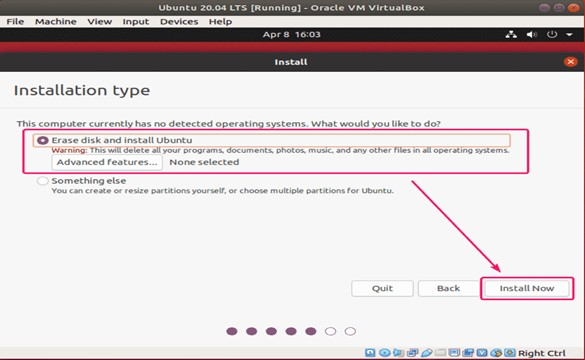 Ubuntu 20.04 LTS [Running] - Oracle VM VirtualBox
File Machine View Input Devices Help
Apr 8 16:03
Install
Installation type
This computer currently has no detected operating systems. What would you like to do?
Erase disk and install Ubuntu
Warning: This will delete all your programs, documents, photos, music, and any other files in all operating systems.
Advanced features... None selected
Something else
You can create or resize partitions yourself, or choose multiple partitions for Ubuntu.
Quit Back Install Now
Right Ctrl